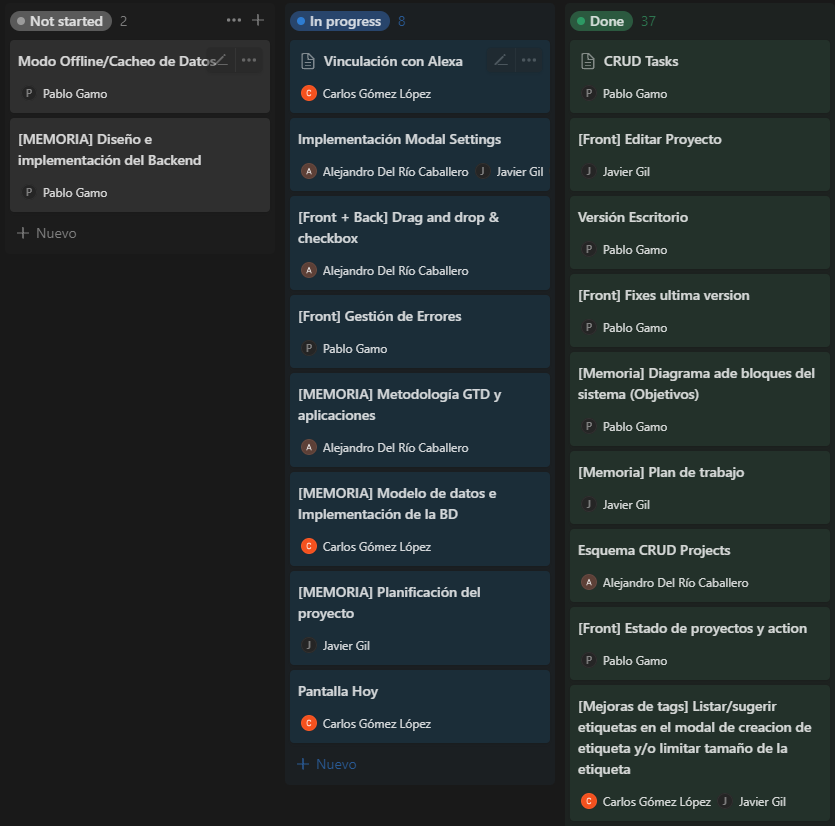 Not started 2
Modo Offline/Cacheo de Datos
P Pablo Gamo
[MEMORIA] Diseño e
implementación del Backend
P Pablo Gamo
Nuevo
In progress 8
Vinculación con Alexa
C Carlos Gómez López
Implementación Modal Settings
A Alejandro Del Río Caballero J Javier Gil
[Front + Back] Drag and drop &
checkbox
A Alejandro Del Río Caballero
[Front] Gestión de Errores
P Pablo Gamo
[MEMORIA] Metodología GTD y
aplicaciones
A Alejandro Del Río Caballero
[MEMORIA] Modelo de datos e
Implementación de la BD
C Carlos Gómez López
[MEMORIA] Planificación del
proyecto
J Javier Gil
Pantalla Hoy
C Carlos Gómez López
Nuevo
Done 37
CRUD Tasks
P Pablo Gamo
[Front] Editar Proyecto
J Javier Gil
Versión Escritorio
P Pablo Gamo
[Front] Fixes ultima version
P Pablo Gamo
[Memoria] Diagrama ade bloques del
sistema (Objetivos)
P Pablo Gamo
[Memoria] Plan de trabajo
J Javier Gil
Esquema CRUD Projects
A Alejandro Del Río Caballero
[Front] Estado de proyectos y action
P Pablo Gamo
[Mejoras de tags] Listar/sugerir
etiquetas en el modal de creacion de
etiqueta y/o limitar tamaño de la
etiqueta
C Carlos Gómez López J Javier Gil